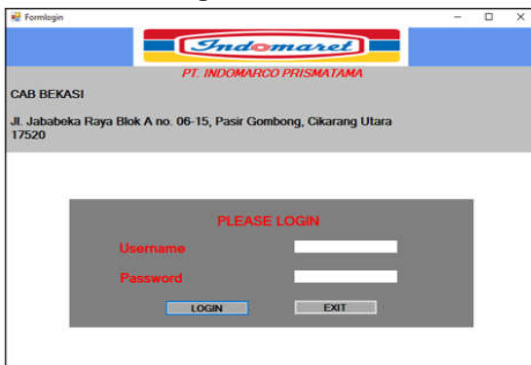 Formlogin
Indomaret
PT. INDOMARCO PRISMATAMA
CAB BEKASI
Jl. Jababeka Raya Blok A no. 06-15, Pasir Gombong, Cikarang Utara
17520
PLEASE LOGIN
Username
Password
LOGIN EXIT